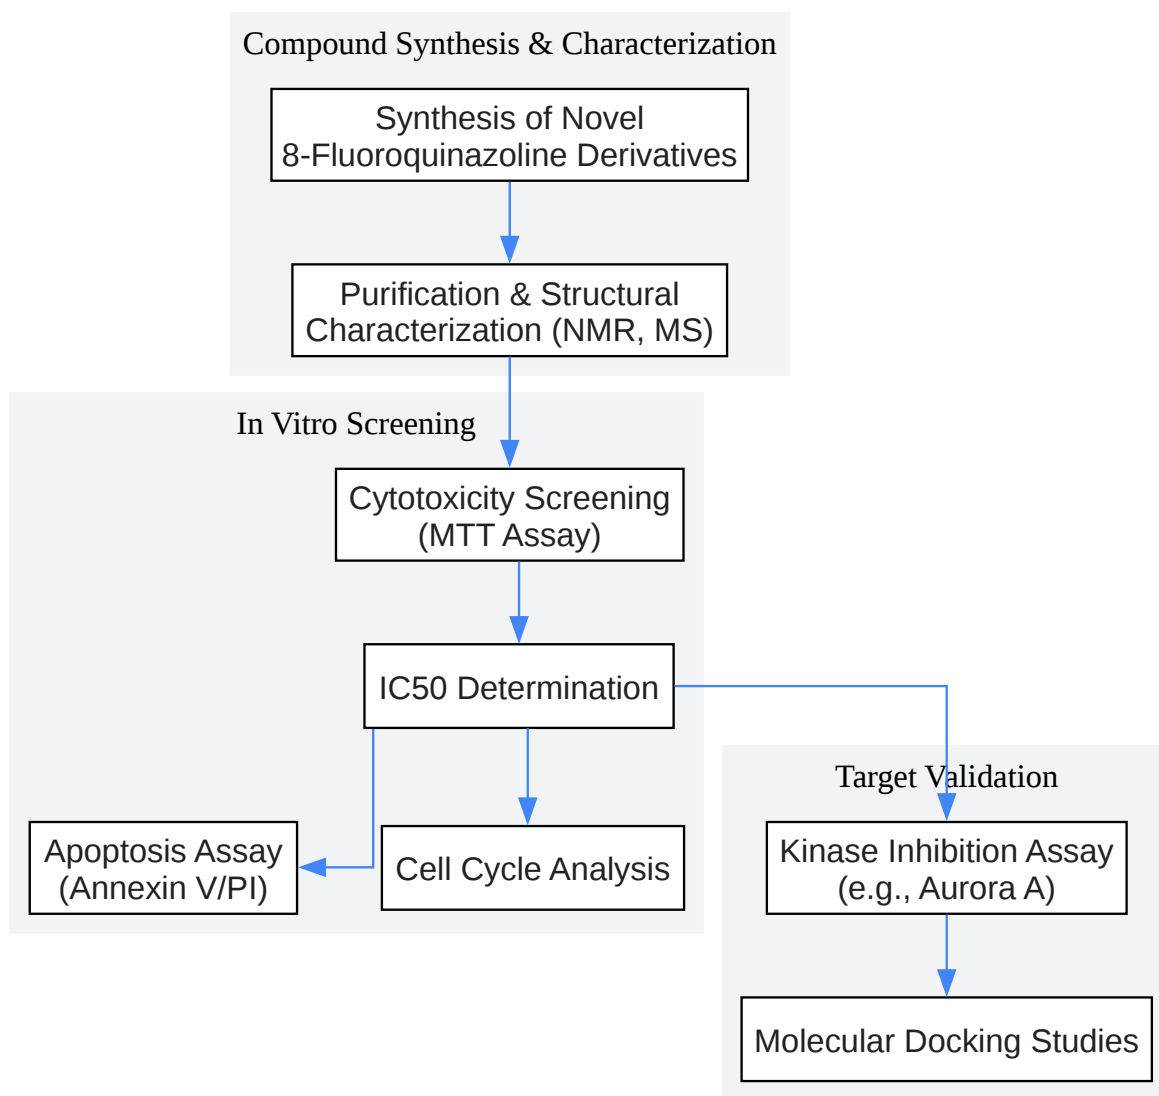 Compound Synthesis & Characterization
Synthesis of Novel
8-Fluoroquinazoline Derivatives
Purification & Structural
Characterization (NMR, MS)
In Vitro Screening
Cytotoxicity Screening
(MTT Assay)
IC50 Determination
Apoptosis Assay
(Annexin V/PI)
Cell Cycle Analysis
Target Validation
Kinase Inhibition Assay
(e.g., Aurora A)
Molecular Docking Studies